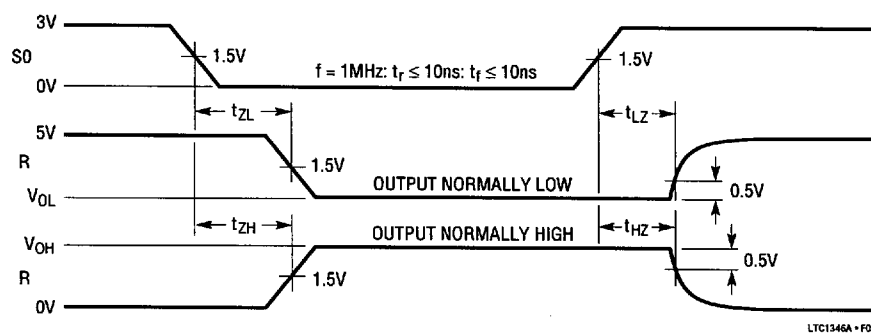 3V
S0
1.5V
f = 1MHz: tr ≤ 10ns: tf ≤ 10ns
1.5V
0V
tZL
tLZ
5V
R
1.5V
OUTPUT NORMALLY LOW
0.5V
VOL
tZH
tHZ
VOH
OUTPUT NORMALLY HIGH
0.5V
R
1.5V
0V
LTC1346A • F0